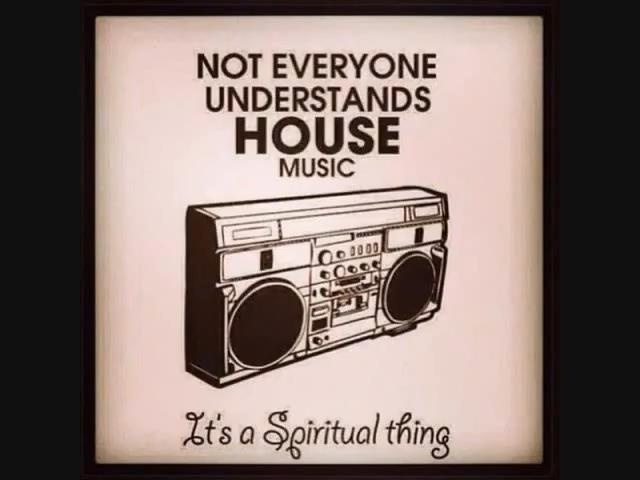 NOT EVERYONE
UNDERSTANDS
HOUSE
MUSIC
It's a Spiritual thing